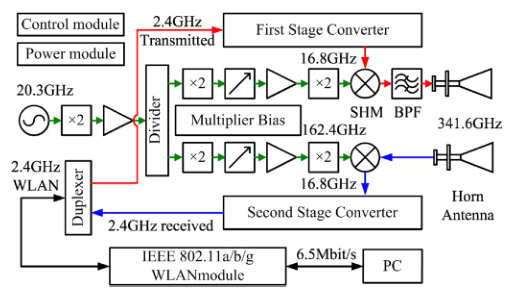 Control module
Power module
2.4GHz
Transmitted
First Stage Converter
16.8GHz
20.3GHz
×2
Divider
×2
×2
SHM
BPF
Multiplier Bias
162.4GHz
341.6GHz
×2
×2
16.8GHz
2.4GHz
WLAN
Duplexer
2.4GHz received
Second Stage Converter
Horn
Antenna
IEEE 802.11a/b/g
WLANmodule
6.5Mbit/s
PC